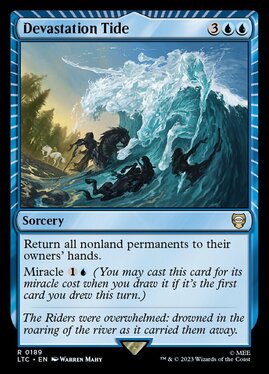 Devastation Tide 3
Sorcery
Return all nonland permanents to their
owners' hands.
Miracle 1 (You may cast this card for its
miracle cost when you draw it if it's the first
card you drew this turn.)
The Riders were overwhelmed: drowned in the
roaring of the river as it carried them away.
R 0189 © MEE
LTC • EN Warren Mahy ™ & © 2023 Wizards of the Coast